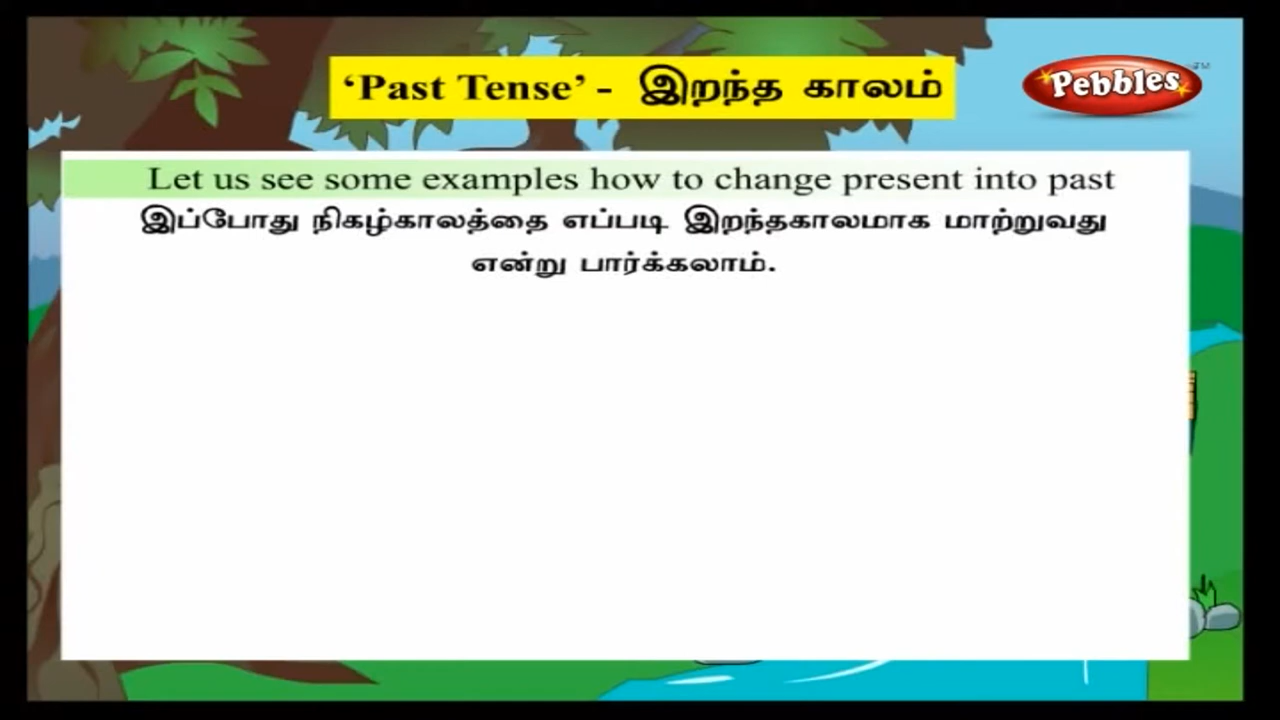 ‘Past Tense’ - இறந்த காலம்
Pebbles TM
Let us see some examples how to change present into past
இப்போது நிகழ்காலத்தை எப்படி இறந்தகாலமாக மாற்றுவது
என்று பார்க்கலாம்.